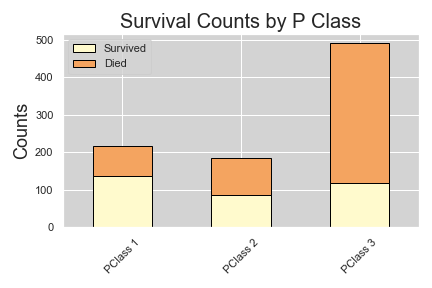 Survival Counts by P Class
Survived
Died
Counts
500
400
300
200
100
0
PClass 1
PClass 2
PClass 3